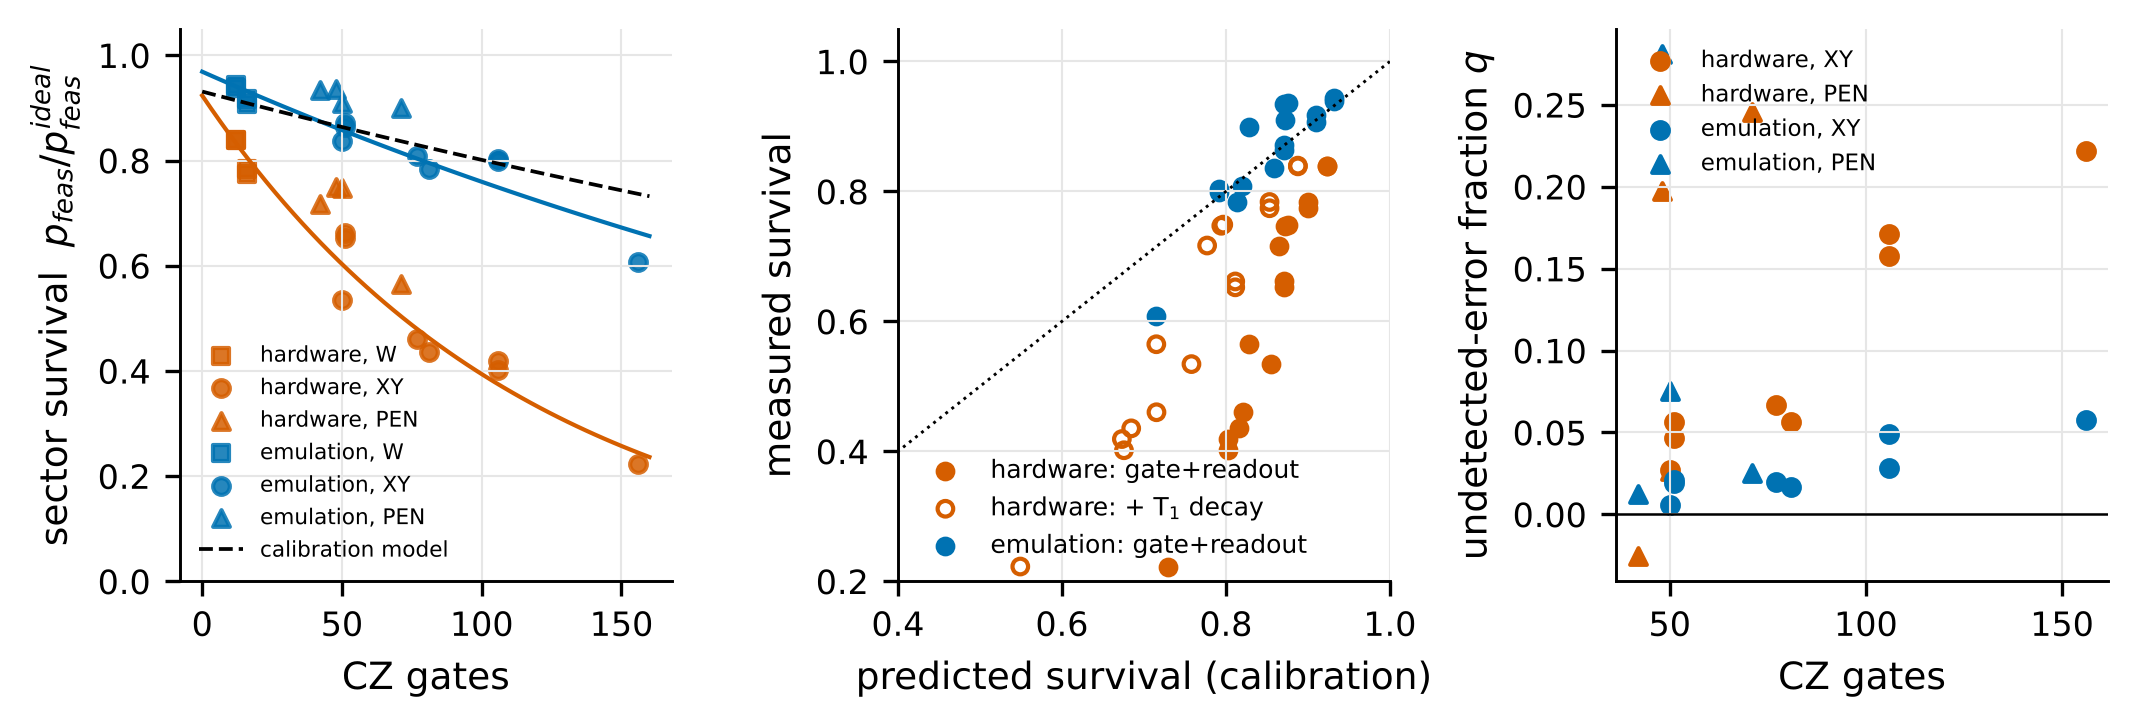 sector survival p_feas/p_feas^ideal
1.0
0.8
0.6
0.4
0.2
0.0
hardware, W
hardware, XY
hardware, PEN
emulation, W
emulation, XY
emulation, PEN
calibration model
0 50 100 150
CZ gates
measured survival
1.0
0.8
0.6
0.4
0.2
hardware: gate+readout
hardware: + T₁ decay
emulation: gate+readout
0.4 0.6 0.8 1.0
predicted survival (calibration)
undetected-error fraction q
0.25
0.20
0.15
0.10
0.05
0.00
hardware, XY
hardware, PEN
emulation, XY
emulation, PEN
50 100 150
CZ gates